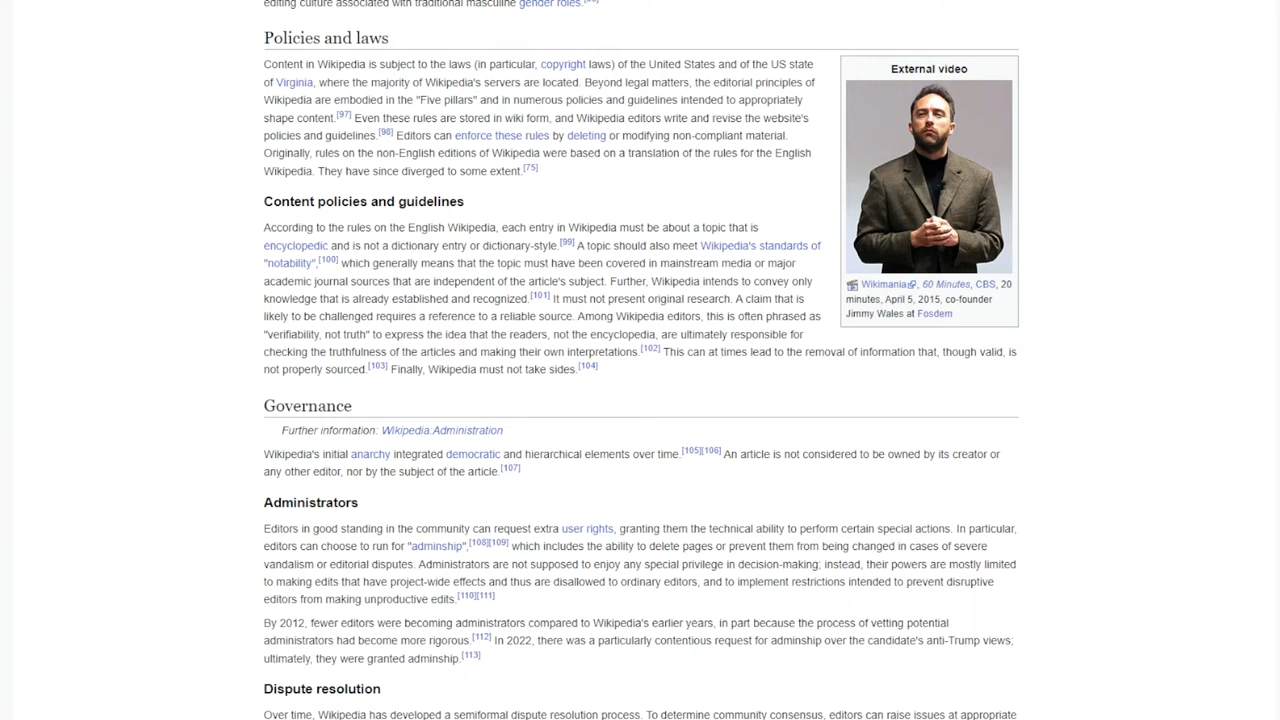 editing culture associated with traditional masculine gender roles.
Policies and laws
Content in Wikipedia is subject to the laws (in particular, copyright laws) of the United States and of the US state
of Virginia, where the majority of Wikipedia's servers are located. Beyond legal matters, the editorial principles of
Wikipedia are embodied in the "Five pillars" and in numerous policies and guidelines intended to appropriately
shape content.[97] Even these rules are stored in wiki form, and Wikipedia editors write and revise the website's
policies and guidelines.[98] Editors can enforce these rules by deleting or modifying non-compliant material.
Originally, rules on the non-English editions of Wikipedia were based on a translation of the rules for the English
Wikipedia. They have since diverged to some extent.[75]
External video
Wikimania, 60 Minutes, CBS, 20
minutes, April 5, 2015, co-founder
Jimmy Wales at Fosdem
Content policies and guidelines
According to the rules on the English Wikipedia, each entry in Wikipedia must be about a topic that is
encyclopedic and is not a dictionary entry or dictionary-style.[99] A topic should also meet Wikipedia's standards of
"notability",[100] which generally means that the topic must have been covered in mainstream media or major
academic journal sources that are independent of the article's subject. Further, Wikipedia intends to convey only
knowledge that is already established and recognized.[101] It must not present original research. A claim that is
likely to be challenged requires a reference to a reliable source. Among Wikipedia editors, this is often phrased as
"verifiability, not truth" to express the idea that the readers, not the encyclopedia, are ultimately responsible for
checking the truthfulness of the articles and making their own interpretations.[102] This can at times lead to the removal of information that, though valid, is
not properly sourced.[103] Finally, Wikipedia must not take sides.[104]
Governance
Further information: Wikipedia:Administration
Wikipedia's initial anarchy integrated democratic and hierarchical elements over time.[105][106] An article is not considered to be owned by its creator or
any other editor, nor by the subject of the article.[107]
Administrators
Editors in good standing in the community can request extra user rights, granting them the technical ability to perform certain special actions. In particular,
editors can choose to run for "adminship",[108][109] which includes the ability to delete pages or prevent them from being changed in cases of severe
vandalism or editorial disputes. Administrators are not supposed to enjoy any special privilege in decision-making; instead, their powers are mostly limited
to making edits that have project-wide effects and thus are disallowed to ordinary editors, and to implement restrictions intended to prevent disruptive
editors from making unproductive edits.[110][111]
By 2012, fewer editors were becoming administrators compared to Wikipedia's earlier years, in part because the process of vetting potential
administrators had become more rigorous.[112] In 2022, there was a particularly contentious request for adminship over the candidate's anti-Trump views;
ultimately, they were granted adminship.[113]
Dispute resolution
Over time, Wikipedia has developed a semiformal dispute resolution process. To determine community consensus, editors can raise issues at appropriate